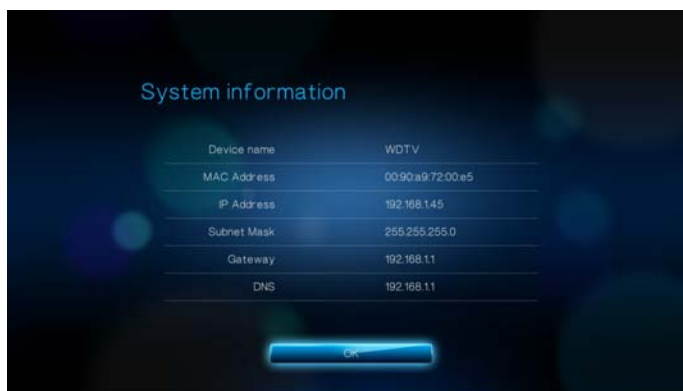 System information
Device name WDTV
MAC Address 00:90:a9:72:00:e5
IP Address 192.168.1.45
Subnet Mask 255.255.255.0
Gateway 192.168.1.1
DNS 192.168.1.1
OK